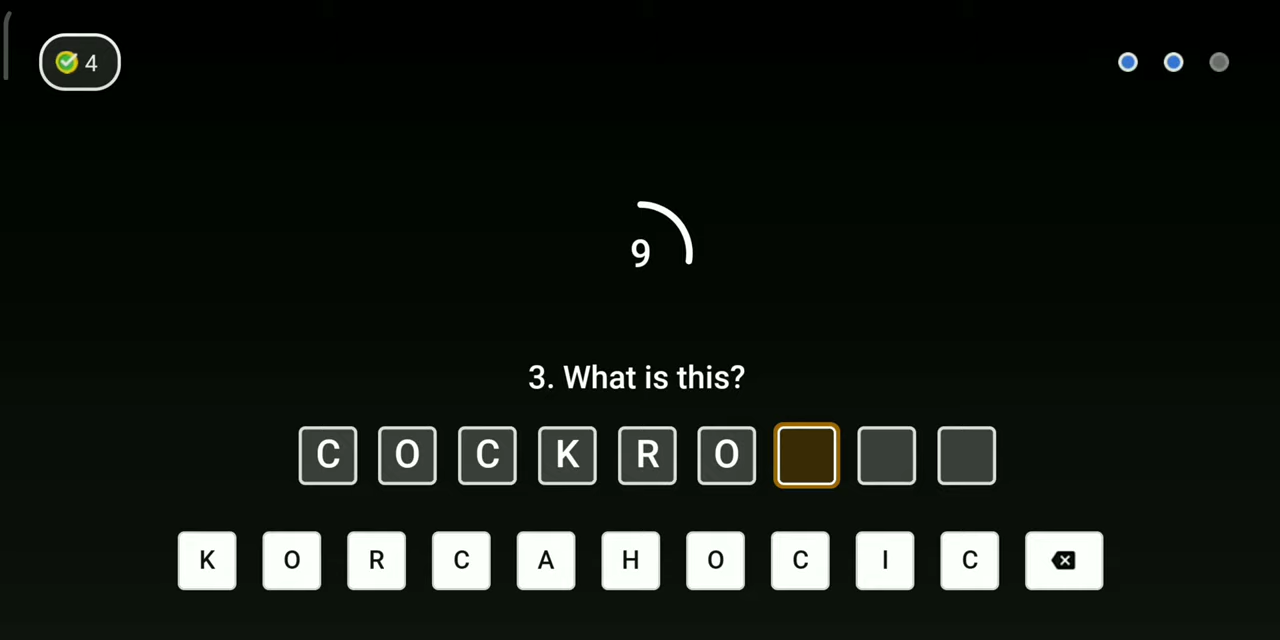 4
9
3. What is this?
C O C K R O
K O R C A H O C I C